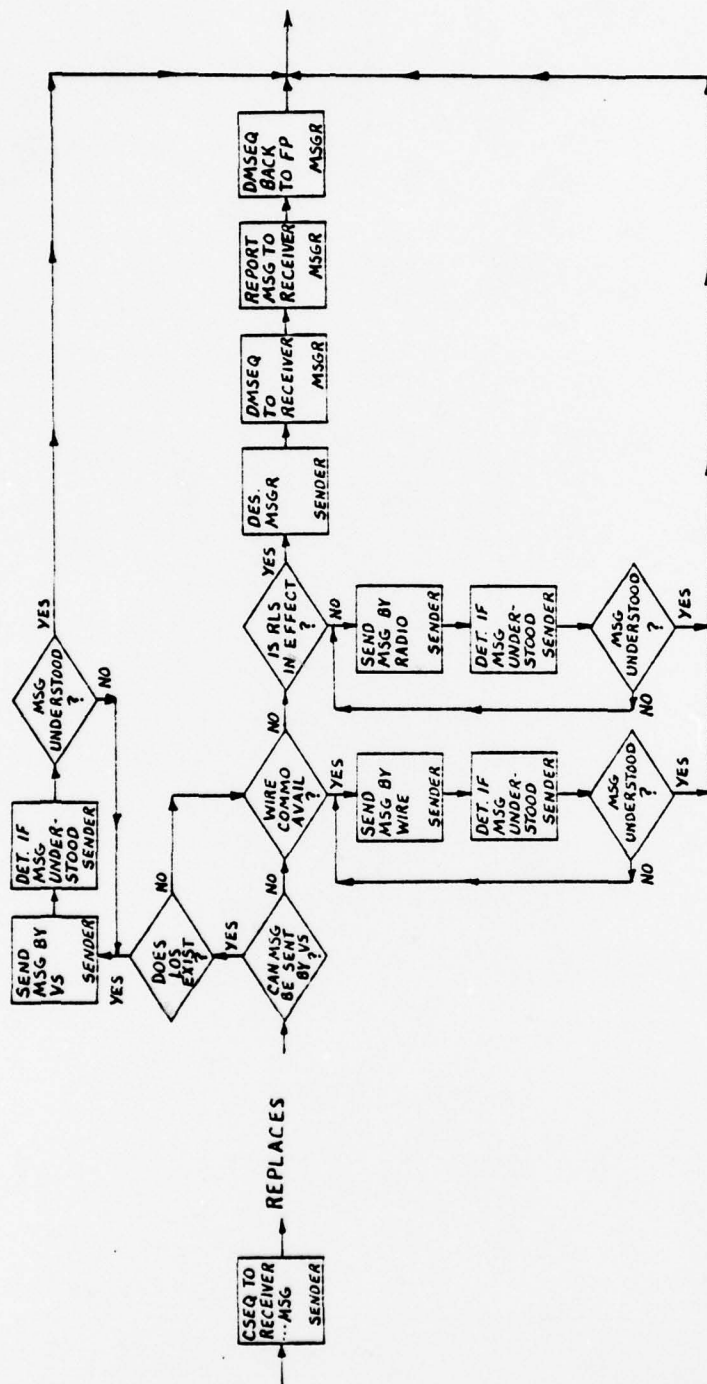 CSEQ TO
RECEIVER
...MSG
SENDER
REPLACES
CAN MSG
BE SENT
BY VS
?
YES
NO
DOES
LOS
EXIST
?
YES
NO
SEND
MSG BY
VS
SENDER
DET. IF
MSG
UNDER-
STOOD
SENDER
MSG
UNDERSTOOD
?
YES
NO
WIRE
COMMO
AVAIL
?
YES
NO
SEND
MSG BY
WIRE
SENDER
DET. IF
MSG
UNDER-
STOOD
SENDER
MSG
UNDERSTOOD
?
NO
YES
IS RLS
IN EFFECT
?
YES
NO
SEND
MSG BY
RADIO
SENDER
DET. IF
MSG
UNDER-
STOOD
SENDER
MSG
UNDERSTOOD
?
NO
YES
DES.
MSGR
SENDER
DMSEQ
TO
RECEIVER
MSGR
REPORT
MSG TO
RECEIVER
MSGR
DMSEQ
BACK
TO FP
MSGR